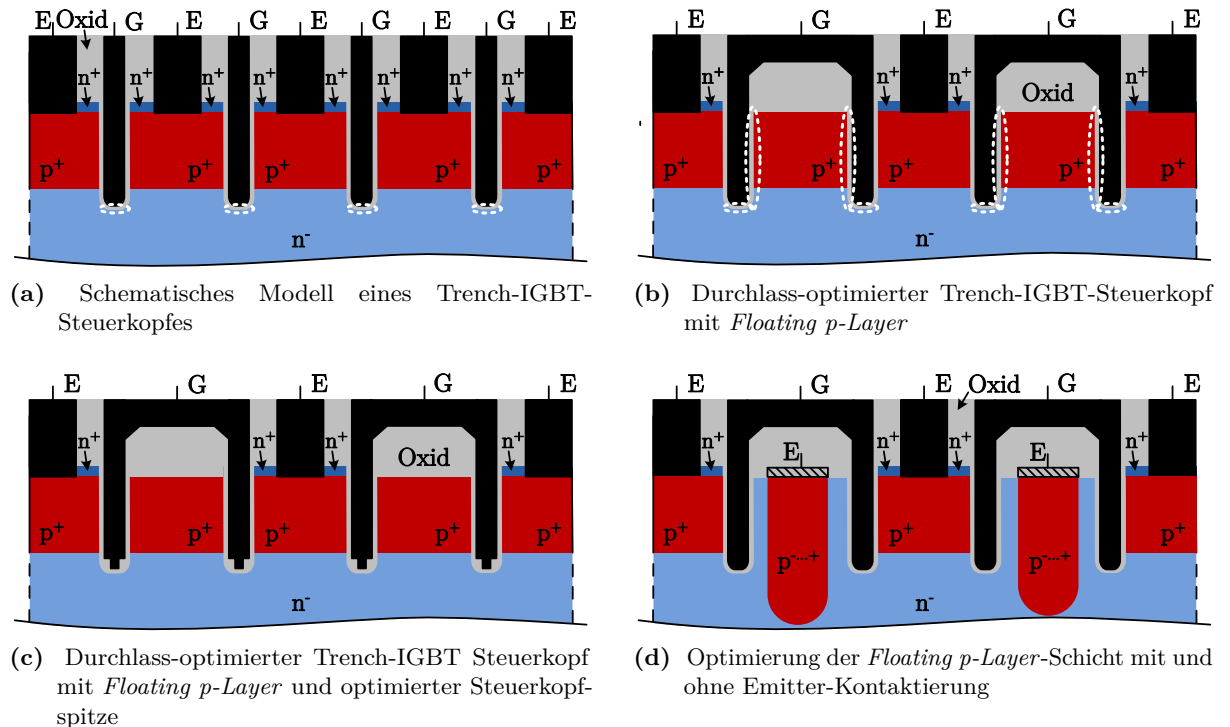 E Oxid G E G E G E G E
n⁺ n⁺ n⁺ n⁺ n⁺ n⁺ n⁺ n⁺
p⁺ p⁺ p⁺ p⁺ p⁺
n⁻
(a) Schematisches Modell eines Trench-IGBT-
Steuerkopfes
E G E G E
Oxid
n⁺ n⁺ n⁺ n⁺
p⁺ p⁺ p⁺ p⁺ p⁺
n⁻
(b) Durchlass-optimierter Trench-IGBT-Steuerkopf
mit Floating p-Layer
E G E G E
n⁺ n⁺ n⁺ Oxid n⁺
p⁺ p⁺ p⁺ p⁺ p⁺
n⁻
(c) Durchlass-optimierter Trench-IGBT Steuerkopf
mit Floating p-Layer und optimierter Steuerkopf-
spitze
E G E Oxid G E
n⁺ E n⁺ n⁺ E n⁺
p⁺ p⁺ p⁺
p⁻···⁺ p⁻···⁺
n⁻
(d) Optimierung der Floating p-Layer-Schicht mit und
ohne Emitter-Kontaktierung